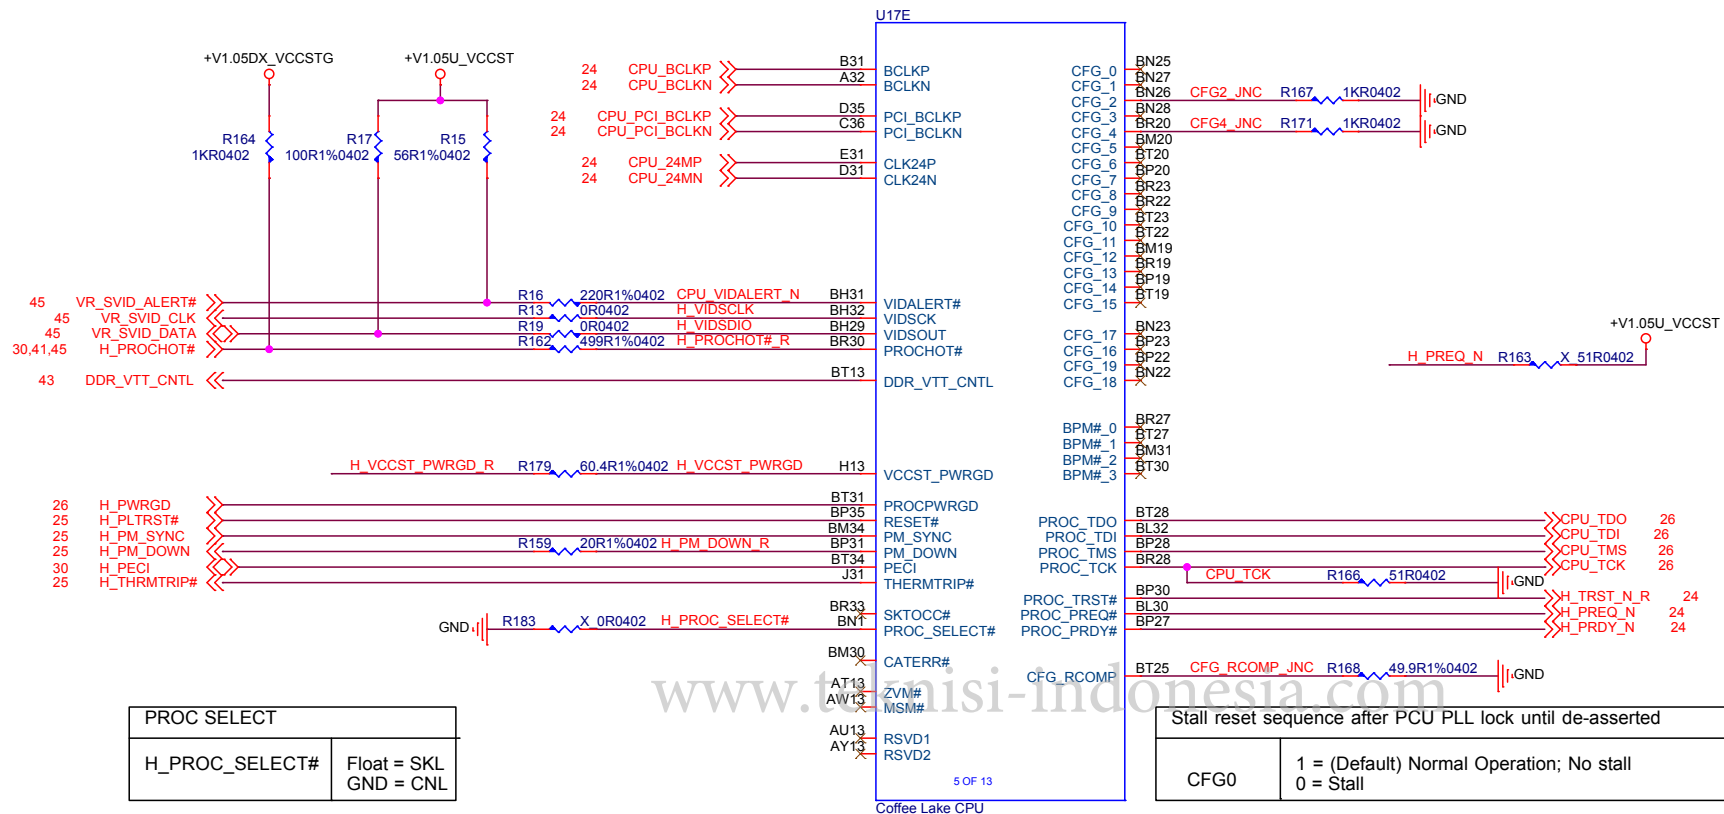 U17E
+V1.05DX_VCCSTG
+V1.05U_VCCST
R164
1KR0402
R17
100R1%0402
R15
56R1%0402
24 CPU_BCLKP B31 BCLKP
24 CPU_BCLKN A32 BCLKN
24 CPU_PCI_BCLKP D35 PCI_BCLKP
24 CPU_PCI_BCLKN C36 PCI_BCLKN
24 CPU_24MP E31 CLK24P
24 CPU_24MN D31 CLK24N
45 VR_SVID_ALERT# R16 220R1%0402 CPU_VIDALERT_N BH31 VIDALERT#
45 VR_SVID_CLK R13 0R0402 H_VIDSCLK BH32 VIDSCK
45 VR_SVID_DATA R19 0R0402 H_VIDSDIO BH29 VIDSOUT
30,41,45 H_PROCHOT# R162 499R1%0402 H_PROCHOT#_R BR30 PROCHOT#
43 DDR_VTT_CNTL BT13 DDR_VTT_CNTL
H_VCCST_PWRGD_R R179 60.4R1%0402 H_VCCST_PWRGD H13 VCCST_PWRGD
26 H_PWRGD BT31 PROCPWRGD
25 H_PLTRST# BP35 RESET#
25 H_PM_SYNC BM34 PM_SYNC
25 H_PM_DOWN R159 20R1%0402 H_PM_DOWN_R BP31 PM_DOWN
30 H_PECI BT34 PECI
25 H_THRMTRIP# J31 THERMTRIP#
BR33 SKTOCC#
GND R183 X_0R0402 H_PROC_SELECT# BN1 PROC_SELECT#
BM30 CATERR#
AT13 ZVM#
AW13 MSM#
AU13 RSVD1
AY13 RSVD2
5 OF 13
Coffee Lake CPU
CFG_0 BN25
CFG_1 BN27
CFG_2 BN26 CFG2_JNC R167 1KR0402 GND
CFG_3 BN28
CFG_4 BR20 CFG4_JNC R171 1KR0402 GND
CFG_5 BM20
CFG_6 BT20
CFG_7 BP20
CFG_8 BR23
CFG_9 BR22
CFG_10 BT23
CFG_11 BT22
CFG_12 BM19
CFG_13 BR19
CFG_14 BP19
CFG_15 BT19
CFG_17 BN23
CFG_16 BP23
CFG_19 BP22
CFG_18 BN22
+V1.05U_VCCST
H_PREQ_N R163 X_51R0402
BPM#_0 BR27
BPM#_1 BT27
BPM#_2 BM31
BPM#_3 BT30
PROC_TDO BT28 CPU_TDO 26
PROC_TDI BL32 CPU_TDI 26
PROC_TMS BP28 CPU_TMS 26
PROC_TCK BR28 CPU_TCK 26
CPU_TCK R166 51R0402 GND
PROC_TRST# BP30 H_TRST_N_R 24
PROC_PREQ# BL30 H_PREQ_N 24
PROC_PRDY# BP27 H_PRDY_N 24
CFG_RCOMP BT25 CFG_RCOMP_JNC R168 49.9R1%0402 GND
www.teknisi-indonesia.com
PROC SELECT
H_PROC_SELECT#
Float = SKL
GND = CNL
Stall reset sequence after PCU PLL lock until de-asserted
CFG0
1 = (Default) Normal Operation; No stall
0 = Stall